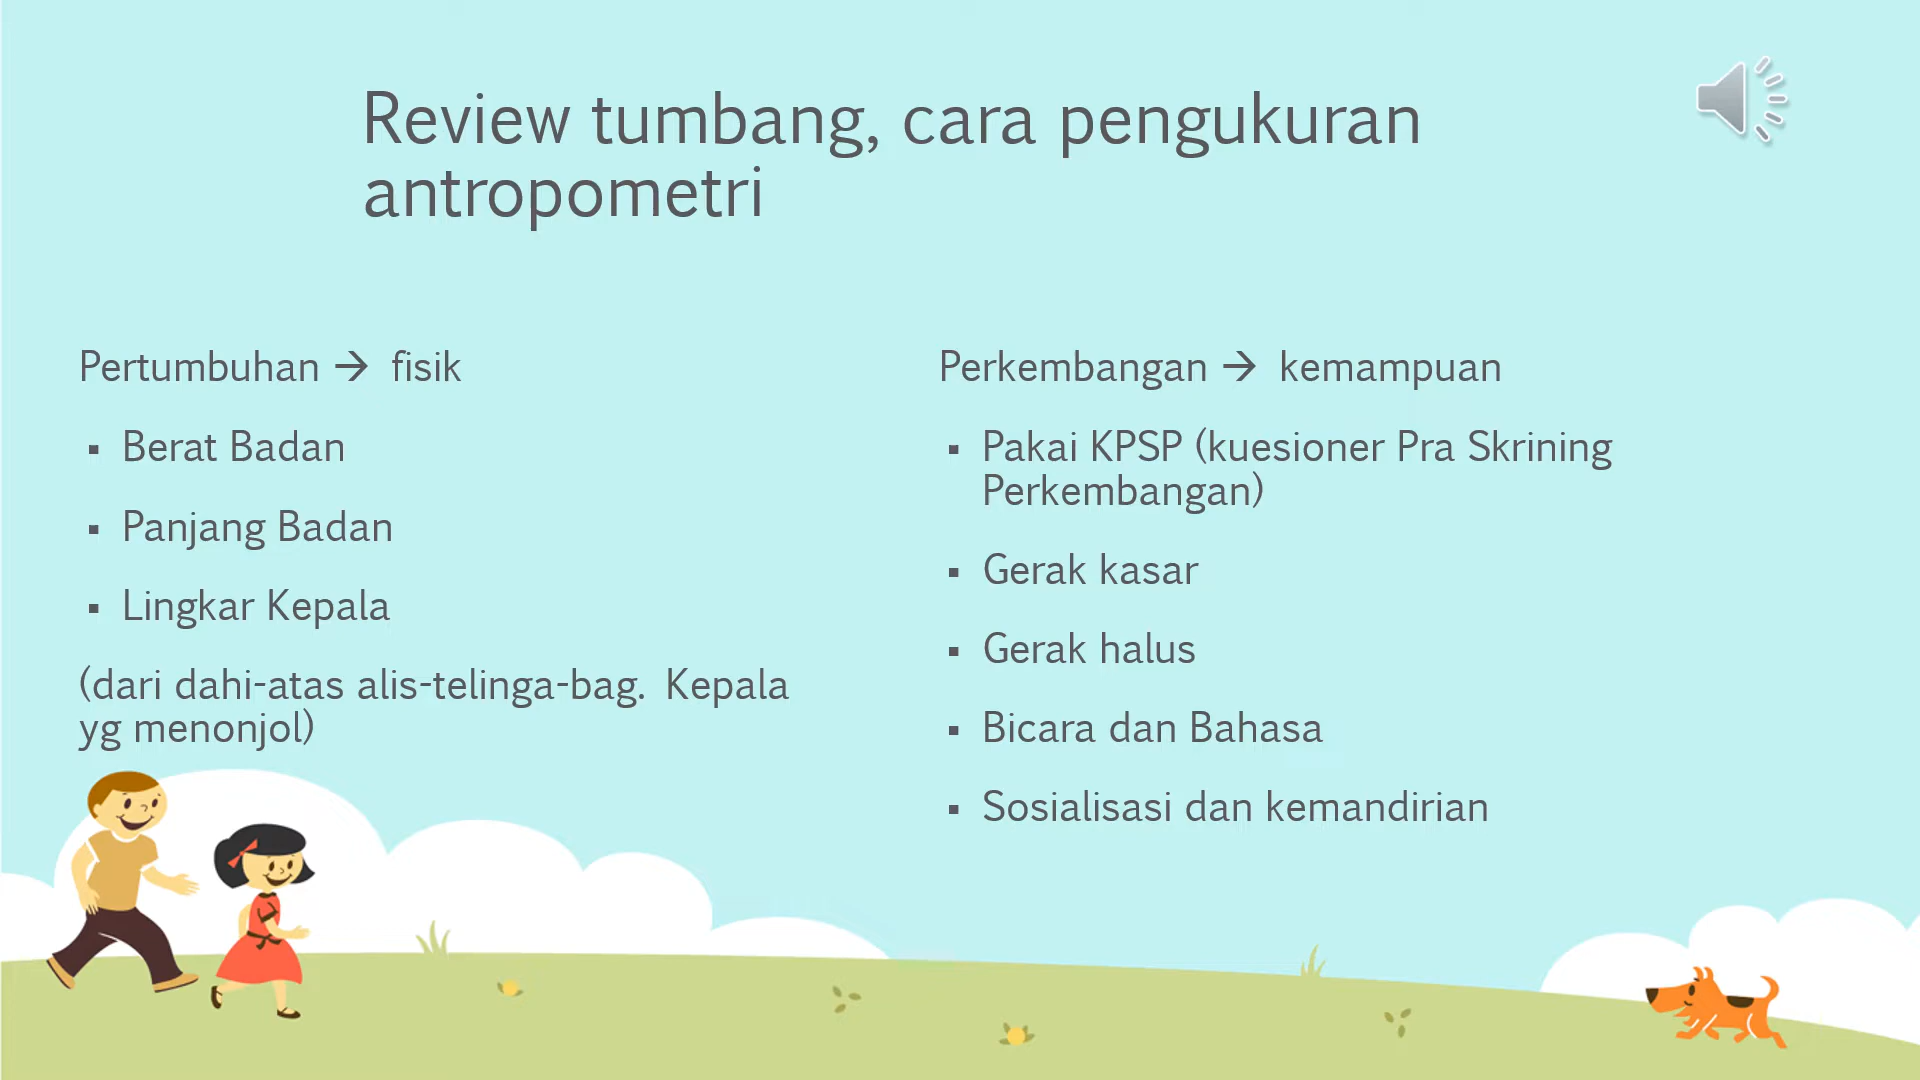 Review tumbang, cara pengukuran
antropometri
Pertumbuhan → fisik
▪ Berat Badan
▪ Panjang Badan
▪ Lingkar Kepala
(dari dahi-atas alis-telinga-bag. Kepala
yg menonjol)
Perkembangan → kemampuan
▪ Pakai KPSP (kuesioner Pra Skrining
Perkembangan)
▪ Gerak kasar
▪ Gerak halus
▪ Bicara dan Bahasa
▪ Sosialisasi dan kemandirian